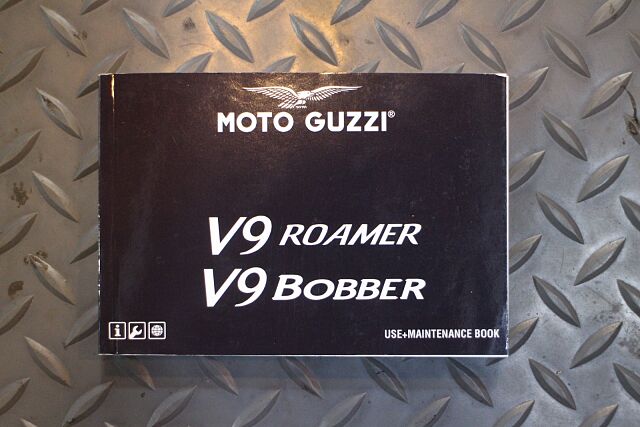 MOTO GUZZI®
V9 ROAMER
V9 BOBBER
USE+MAINTENANCE BOOK